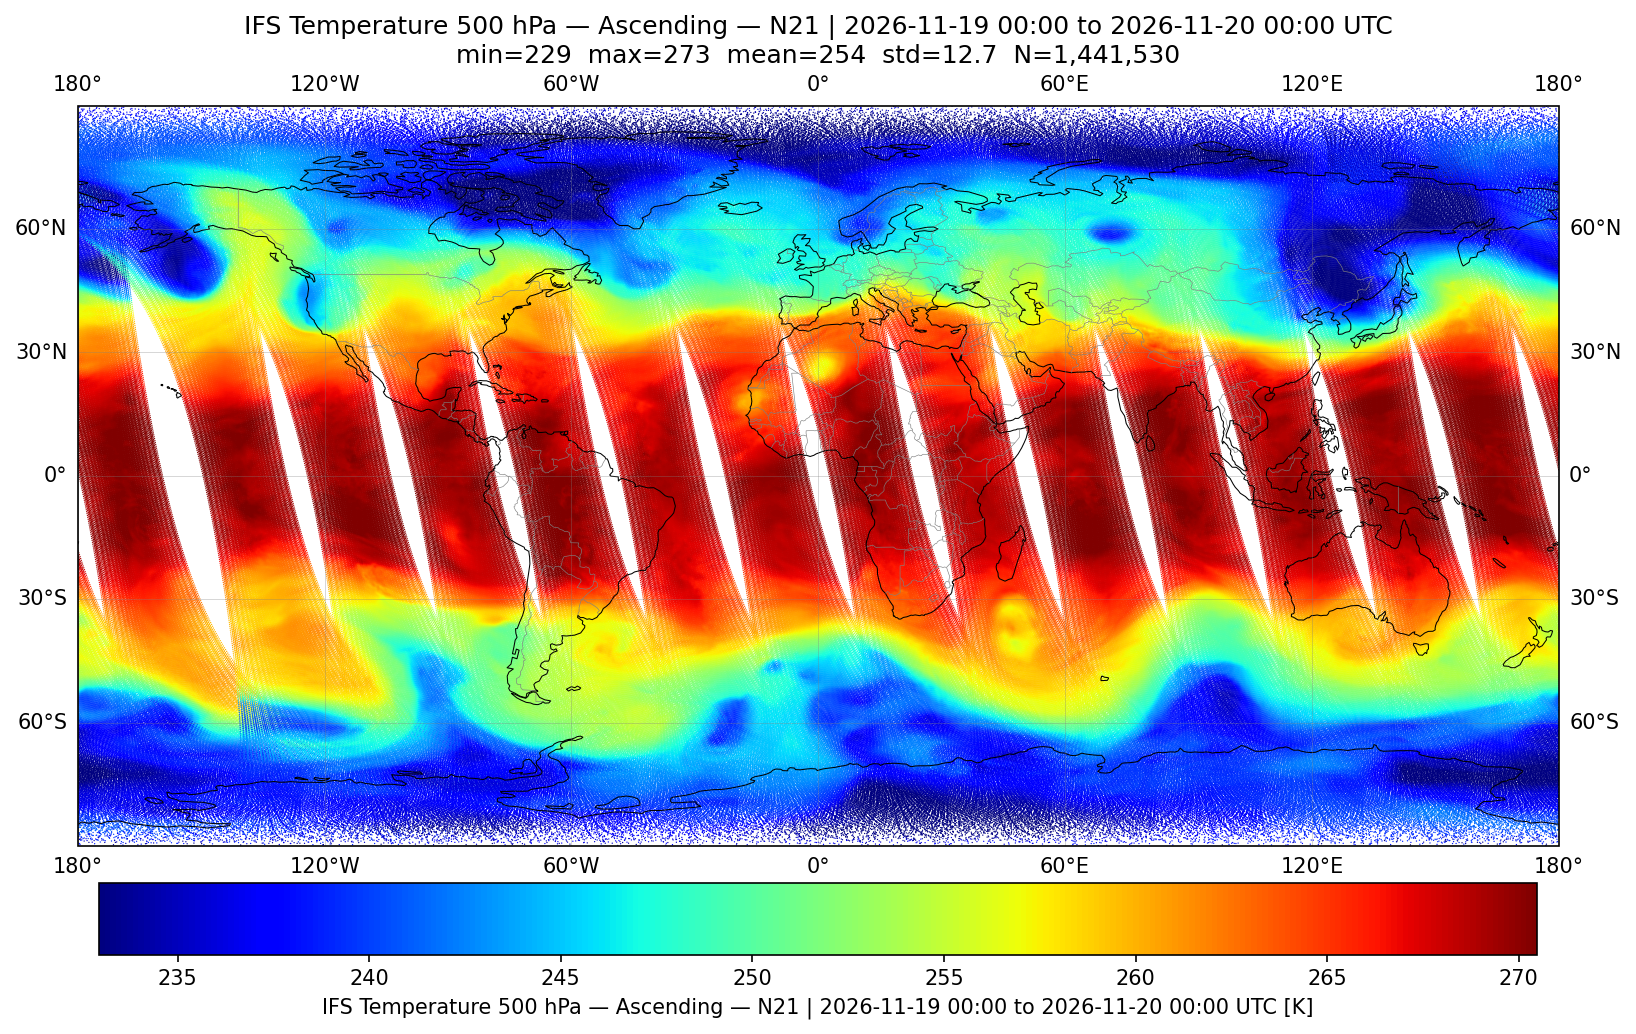 IFS Temperature 500 hPa — Ascending — N21 | 2026-11-19 00:00 to 2026-11-20 00:00 UTC
min=229  max=273  mean=254  std=12.7  N=1,441,530
180° 120°W 60°W 0° 60°E 120°E 180°
60°N 60°N
30°N 30°N
0° 0°
30°S 30°S
60°S 60°S
180° 120°W 60°W 0° 60°E 120°E 180°
235 240 245 250 255 260 265 270
IFS Temperature 500 hPa — Ascending — N21 | 2026-11-19 00:00 to 2026-11-20 00:00 UTC [K]